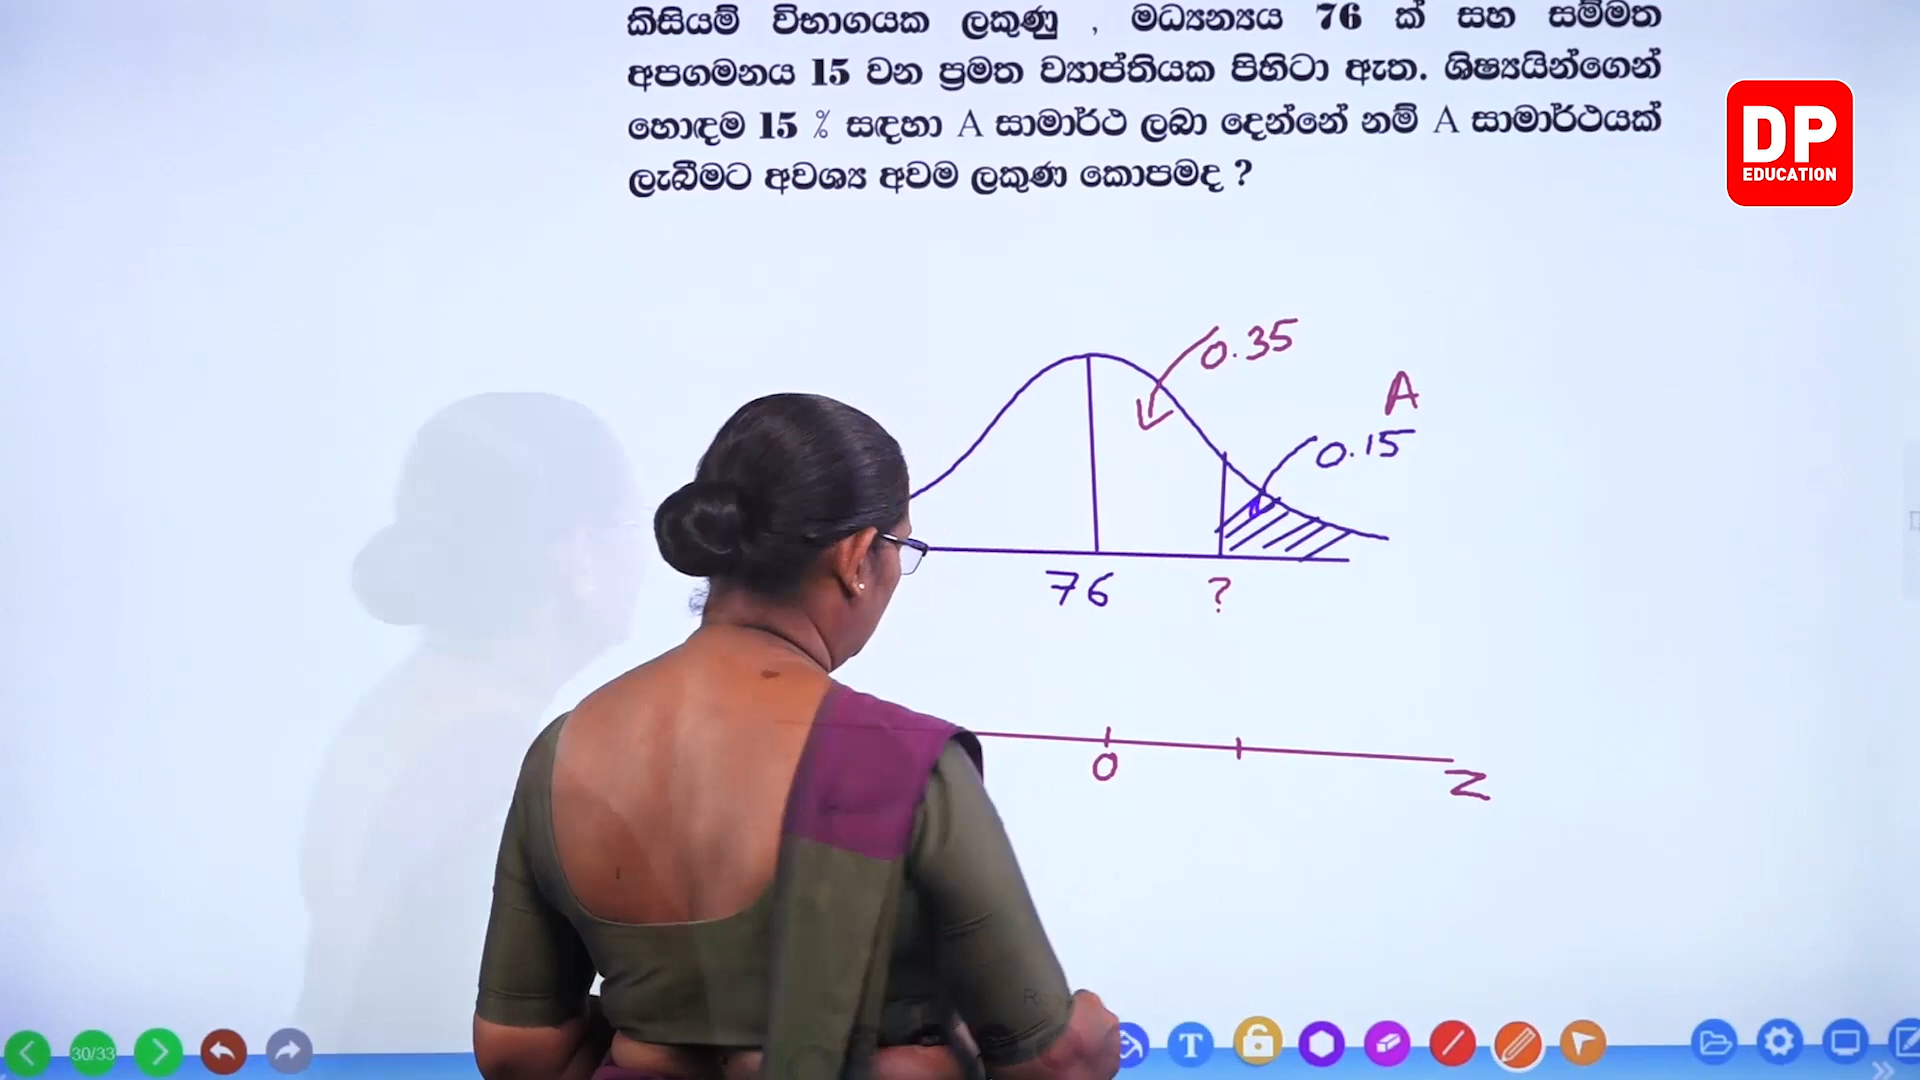 කිසියම් විභාගයක ලකුණු , මධ්‍යන්‍යය 76 ක් සහ සම්මත
අපගමනය 15 වන ප්‍රමත ව්‍යාප්තියක පිහිටා ඇත. ශිෂ්‍යයින්ගෙන්
හොඳම 15 % සඳහා A සාමාර්ථ ලබා දෙන්නේ නම් A සාමාර්ථයක්
ලැබීමට අවශ්‍ය අවම ලකුණ කොපමද ?
DP
EDUCATION
0.35
A
0.15
76 ?
0
Z
30/33
T